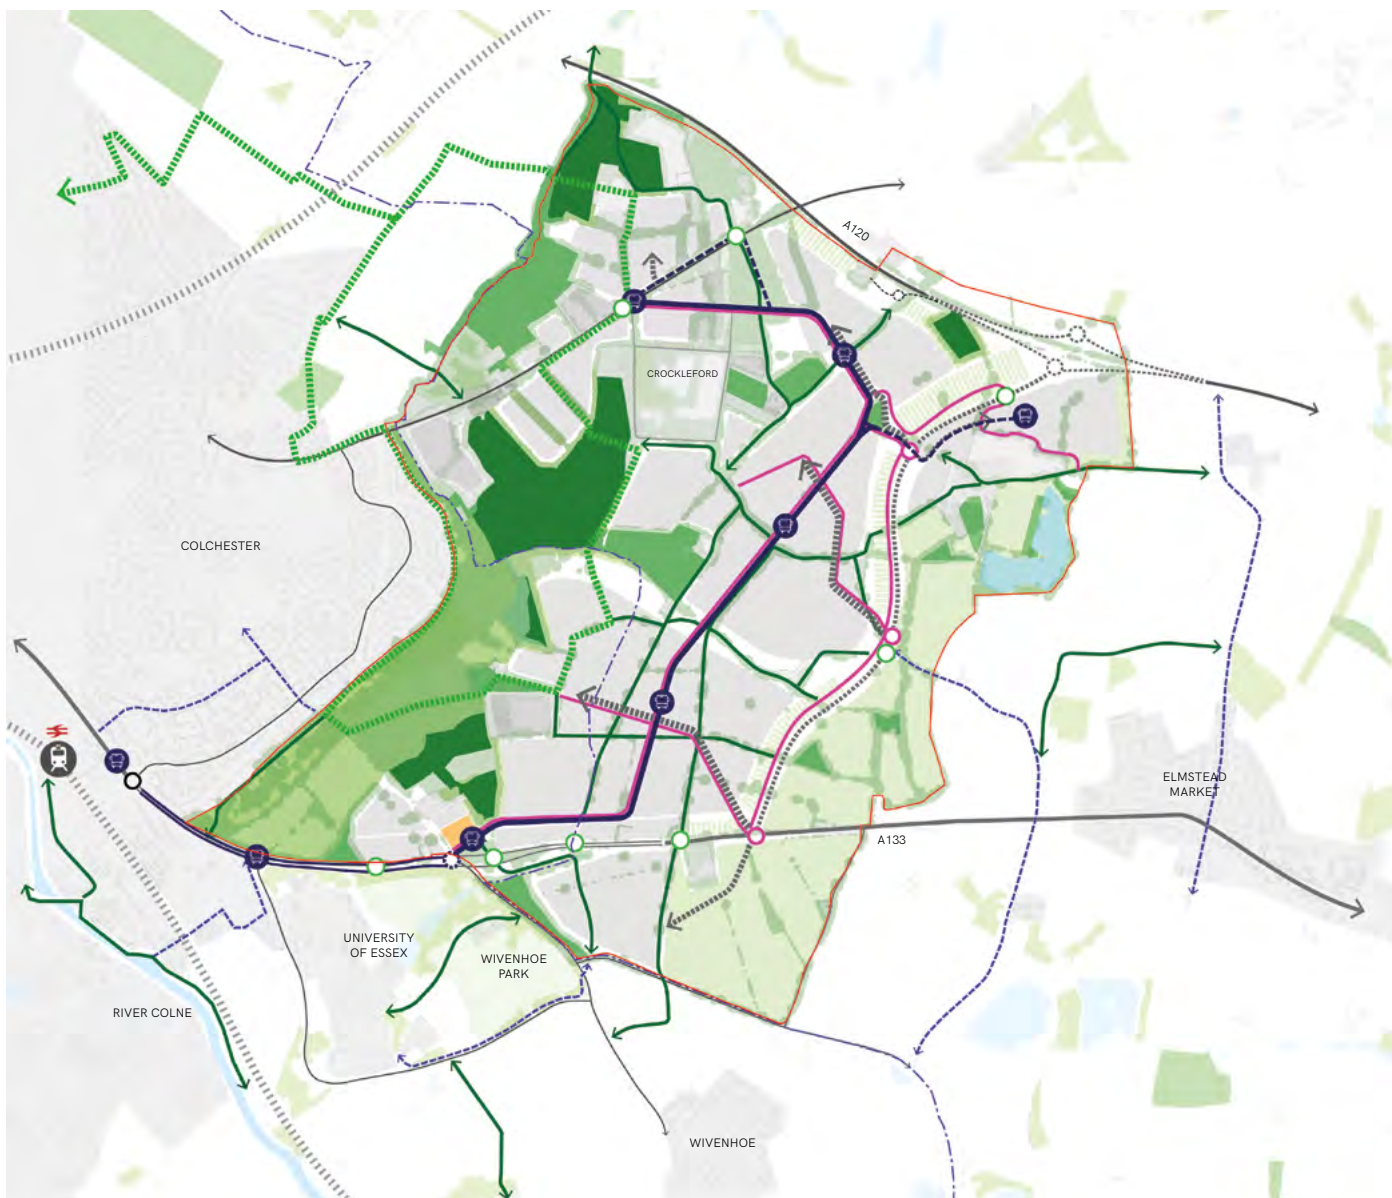 A120
CROCKLEFORD
COLCHESTER
ELMSTEAD
MARKET
A133
UNIVERSITY
OF ESSEX
WIVENHOE
PARK
RIVER COLNE
WIVENHOE